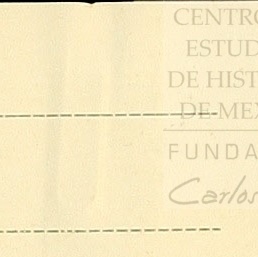 CENTRO
ESTUD
DE HIST
DE MEX
FUNDA
Carlos